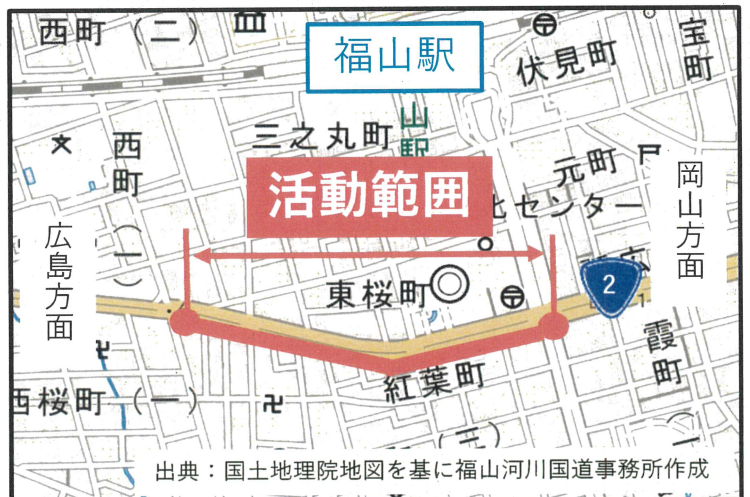 西町（二）
福山駅
伏見町
宝町
三之丸町
山駅
西町（一）
元町
岡山方面
活動範囲
センター
広島方面
2
東桜町
霞町
紅葉町
西桜町（一）
出典：国土地理院地図を基に福山河川国道事務所作成